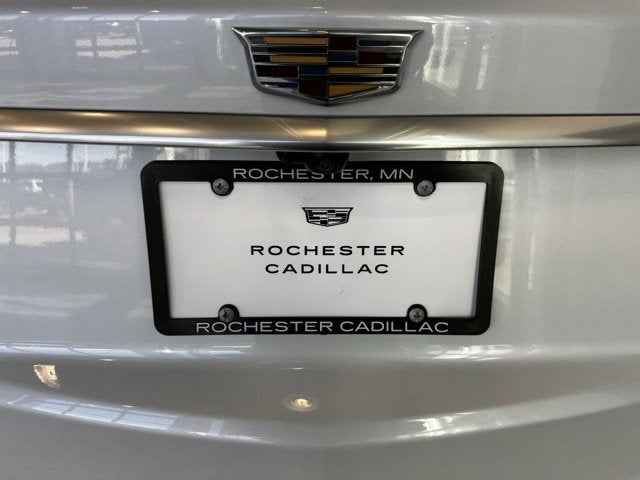 ROCHESTER, MN
ROCHESTER
CADILLAC
ROCHESTER CADILLAC